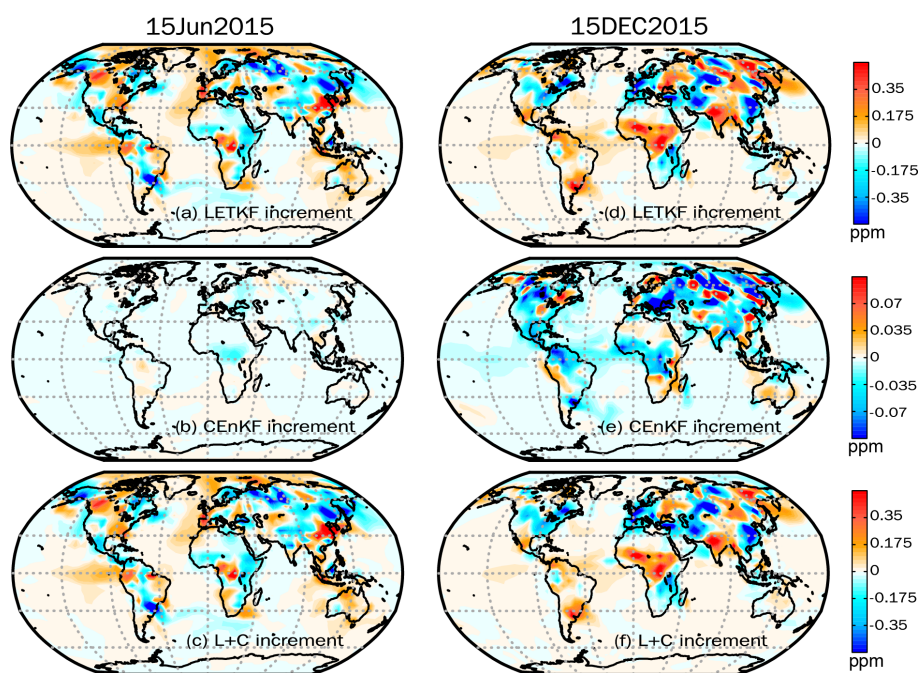 15Jun2015
15DEC2015
(a) LETKF increment
(d) LETKF increment
0.35
0.175
0
-0.175
-0.35
ppm
(b) CEnKF increment
(e) CEnKF increment
0.07
0.035
0
-0.035
-0.07
ppm
(c) L+C increment
(f) L+C increment
0.35
0.175
0
-0.175
-0.35
ppm